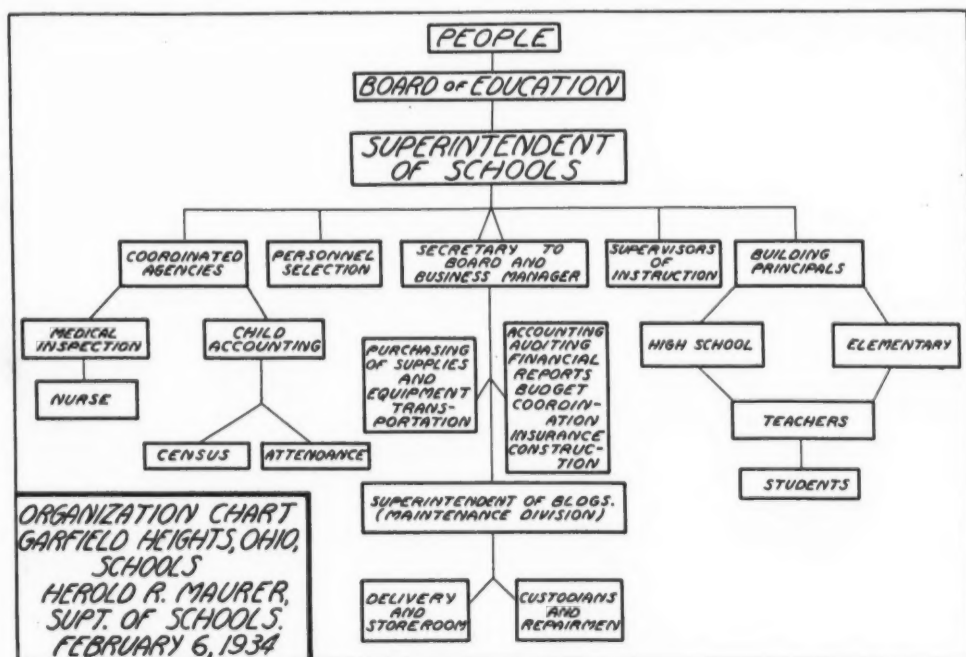 PEOPLE
BOARD OF EDUCATION
SUPERINTENDENT
OF SCHOOLS
COORDINATED
AGENCIES
PERSONNEL
SELECTION
SECRETARY TO
BOARD AND
BUSINESS MANAGER
SUPERVISORS
OF
INSTRUCTION
BUILDING
PRINCIPALS
MEDICAL
INSPECTION
CHILD
ACCOUNTING
PURCHASING
OF SUPPLIES
AND
EQUIPMENT
TRANS-
PORTATION
ACCOUNTING
AUDITING
FINANCIAL
REPORTS
BUDGET
COORDIN-
ATION
INSURANCE
CONSTRUC-
TION
HIGH SCHOOL
ELEMENTARY
NURSE
TEACHERS
CENSUS
ATTENDANCE
STUDENTS
SUPERINTENDENT OF BLDGS.
(MAINTENANCE DIVISION)
DELIVERY
AND
STOREROOM
CUSTODIANS
AND
REPAIRMEN
ORGANIZATION CHART
GARFIELD HEIGHTS, OHIO,
SCHOOLS
HEROLD R. MAURER,
SUPT. OF SCHOOLS.
FEBRUARY 6, 1934